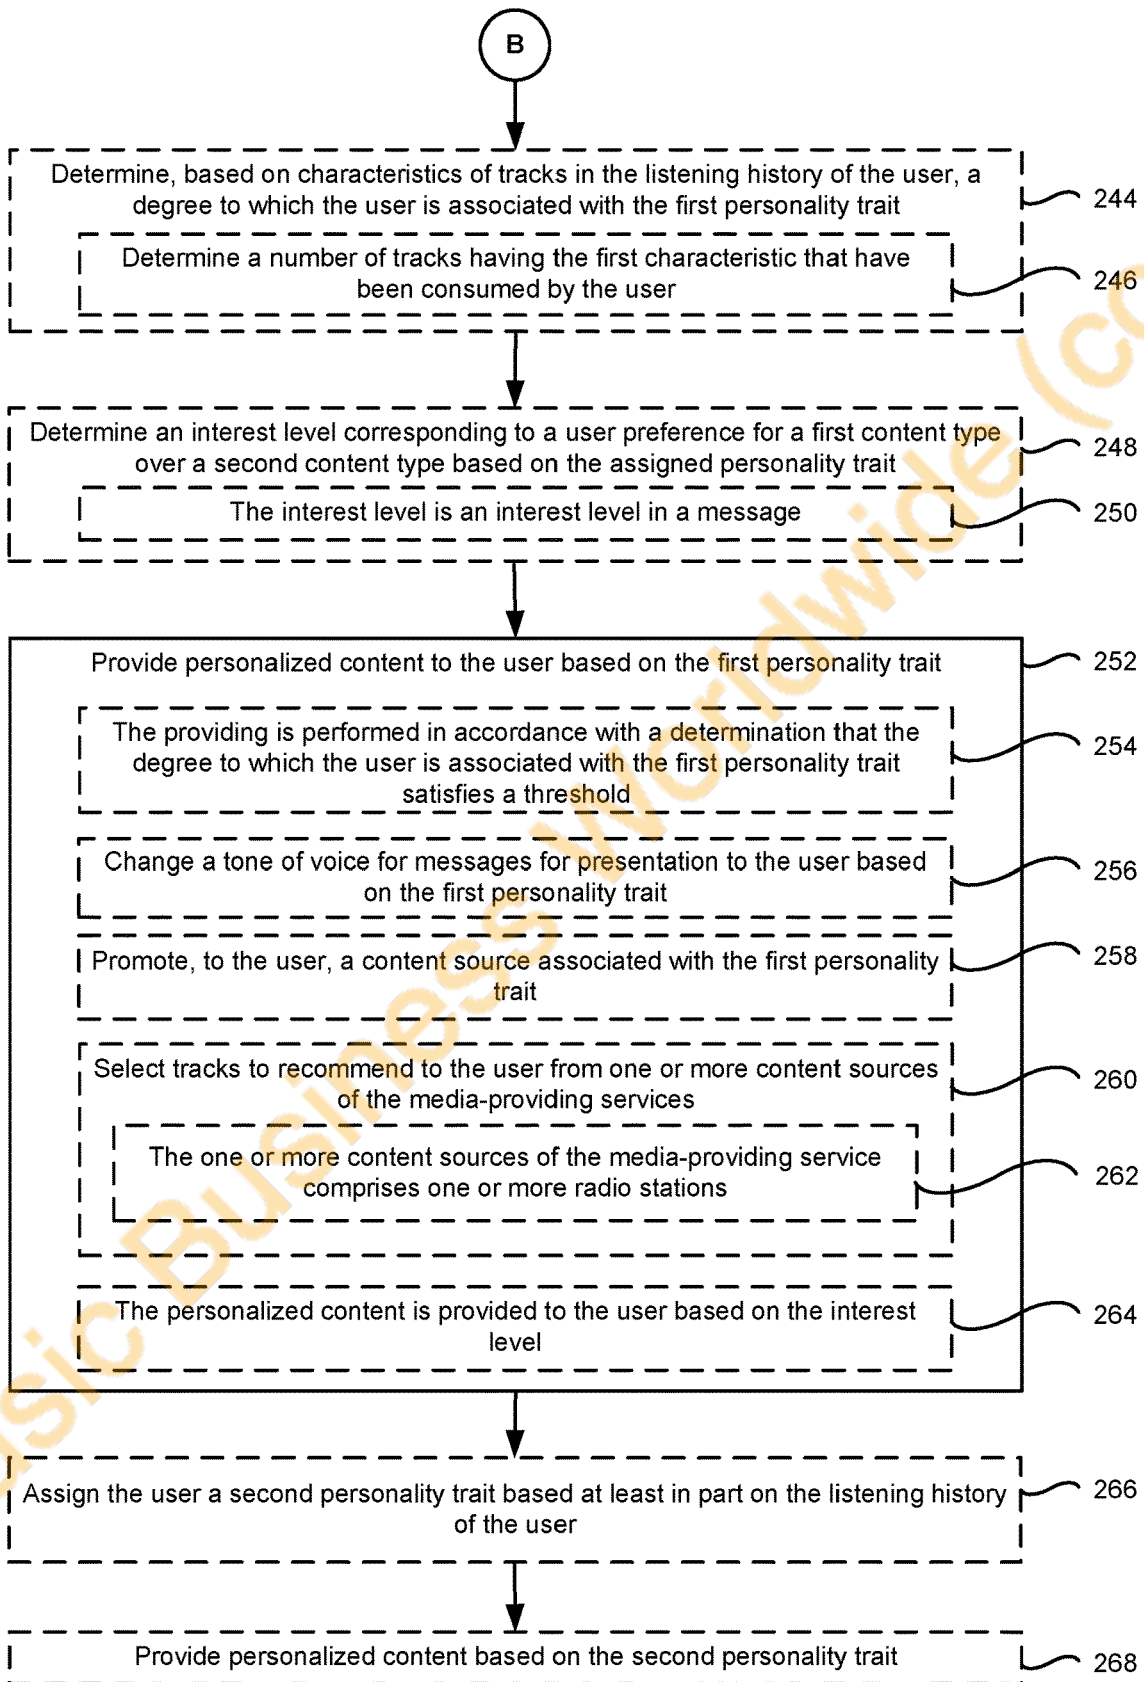 B
Determine, based on characteristics of tracks in the listening history of the user, a
degree to which the user is associated with the first personality trait
244
Determine a number of tracks having the first characteristic that have
been consumed by the user
246
Determine an interest level corresponding to a user preference for a first content type
over a second content type based on the assigned personality trait
248
The interest level is an interest level in a message
250
Provide personalized content to the user based on the first personality trait
252
The providing is performed in accordance with a determination that the
degree to which the user is associated with the first personality trait
satisfies a threshold
254
Change a tone of voice for messages for presentation to the user based
on the first personality trait
256
Promote, to the user, a content source associated with the first personality
trait
258
Select tracks to recommend to the user from one or more content sources
of the media-providing services
260
The one or more content sources of the media-providing service
comprises one or more radio stations
262
The personalized content is provided to the user based on the interest
level
264
Assign the user a second personality trait based at least in part on the listening history
of the user
266
Provide personalized content based on the second personality trait
268
Business Worldwide